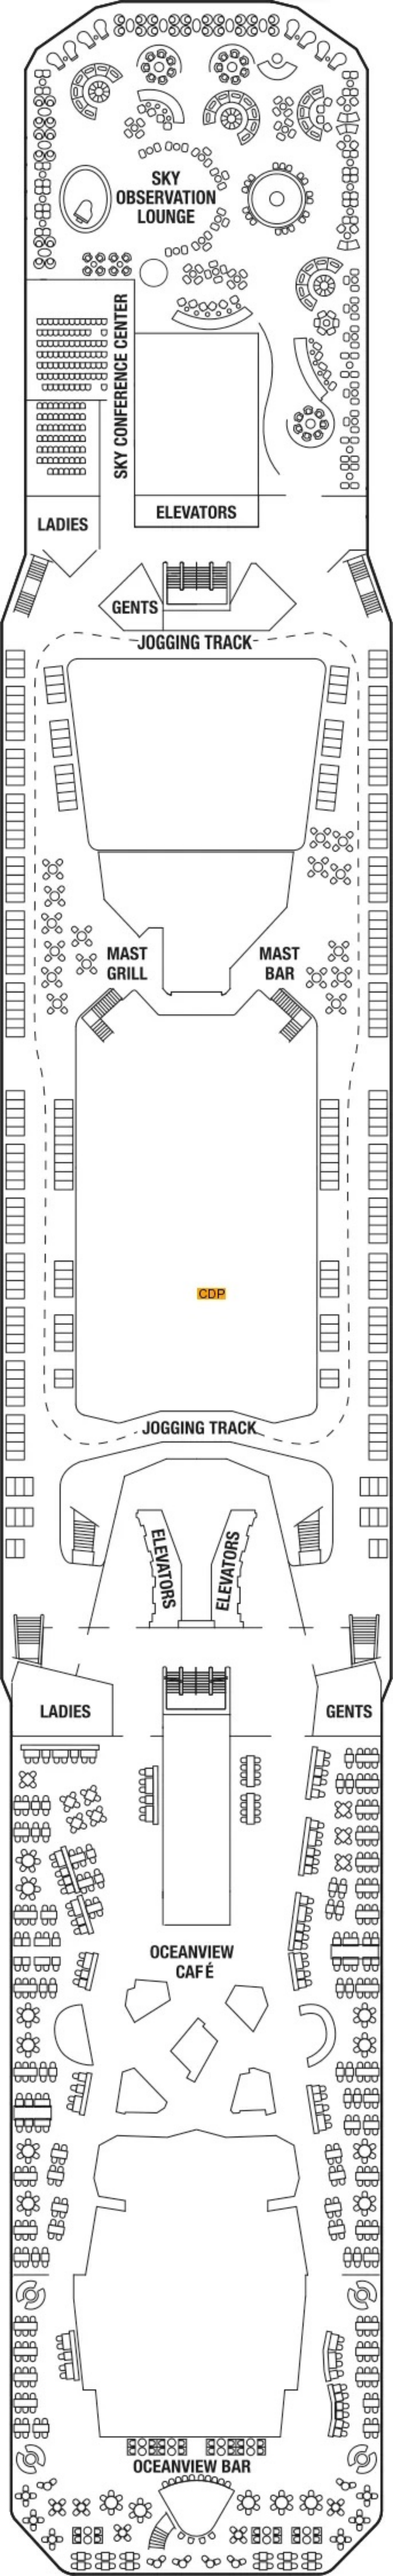 SKY
OBSERVATION
LOUNGE
SKY CONFERENCE CENTER
ELEVATORS
LADIES
GENTS
JOGGING TRACK
MAST
GRILL
MAST
BAR
CDP
JOGGING TRACK
ELEVATORS
ELEVATORS
LADIES
GENTS
OCEANVIEW
CAFÉ
OCEANVIEW BAR